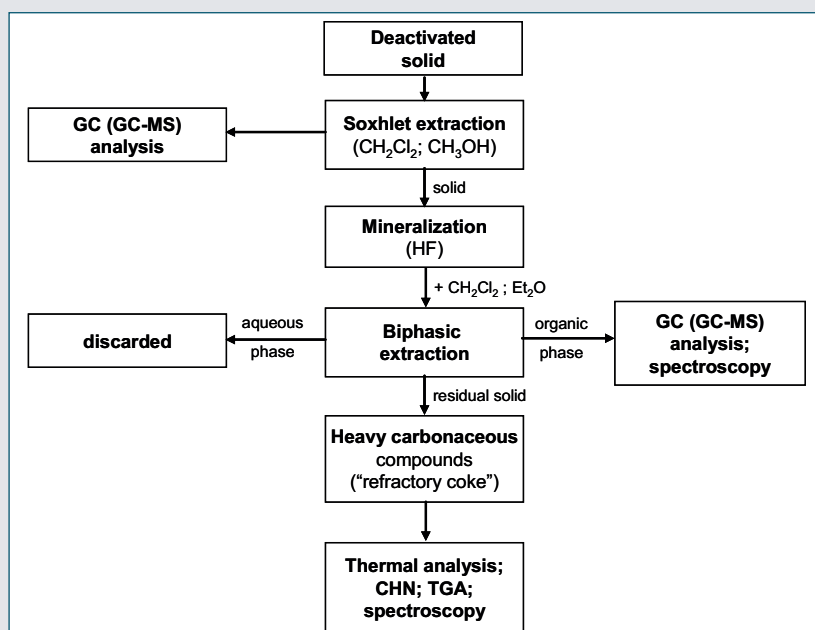 Deactivated
solid
GC (GC-MS)
analysis
Soxhlet extraction
(CH₂Cl₂; CH₃OH)
solid
Mineralization
(HF)
+ CH₂Cl₂ ; Et₂O
discarded
aqueous
phase
Biphasic
extraction
organic
phase
GC (GC-MS)
analysis;
spectroscopy
residual solid
Heavy carbonaceous
compounds
(“refractory coke”)
Thermal analysis;
CHN; TGA;
spectroscopy